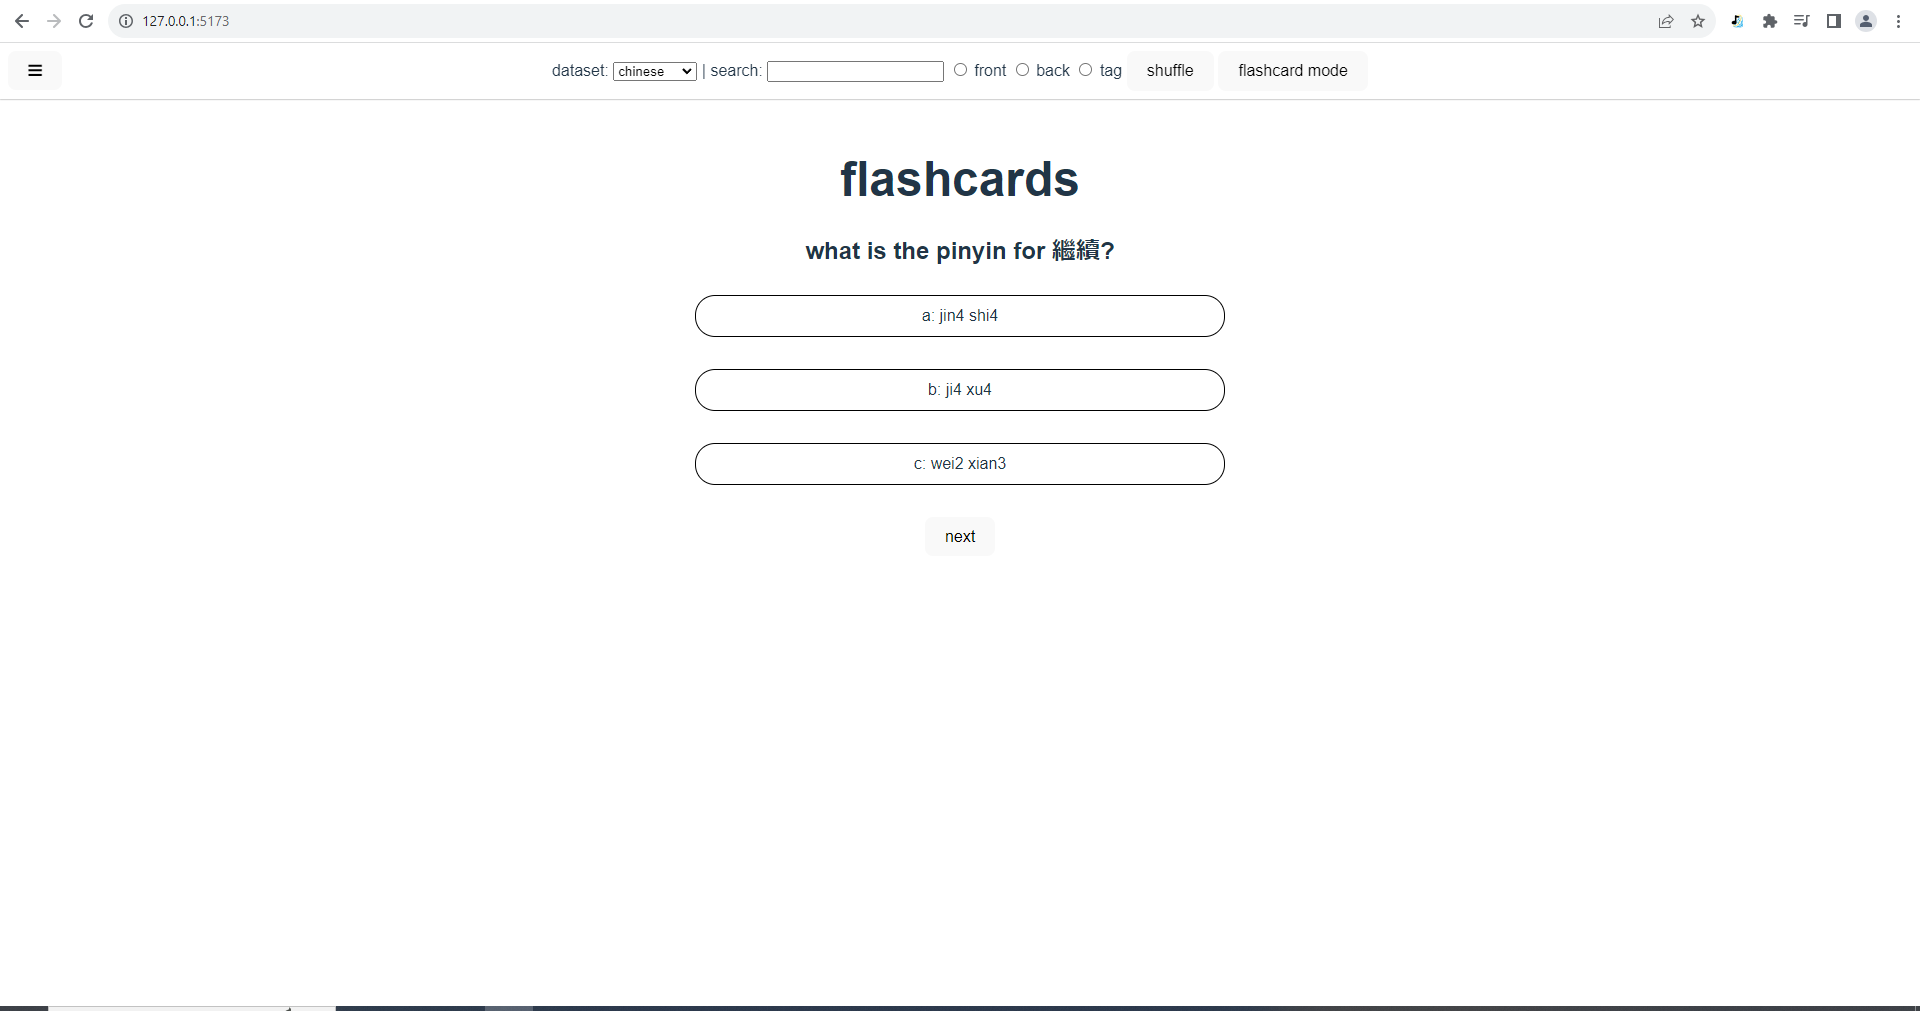 127.0.0.1:5173
dataset: chinese | search: front back tag shuffle flashcard mode
flashcards
what is the pinyin for 繼續?
a: jin4 shi4
b: ji4 xu4
c: wei2 xian3
next